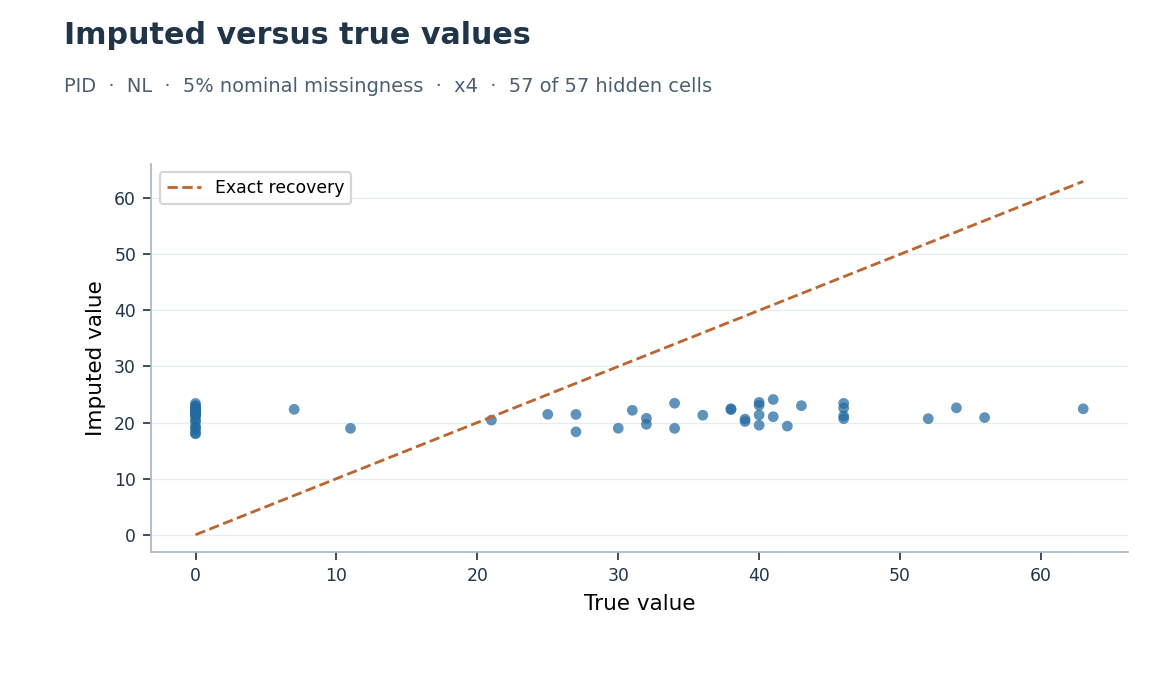 Imputed versus true values
PID · NL · 5% nominal missingness · x4 · 57 of 57 hidden cells
Exact recovery
60
50
40
30
20
10
0
Imputed value
0 10 20 30 40 50 60
True value